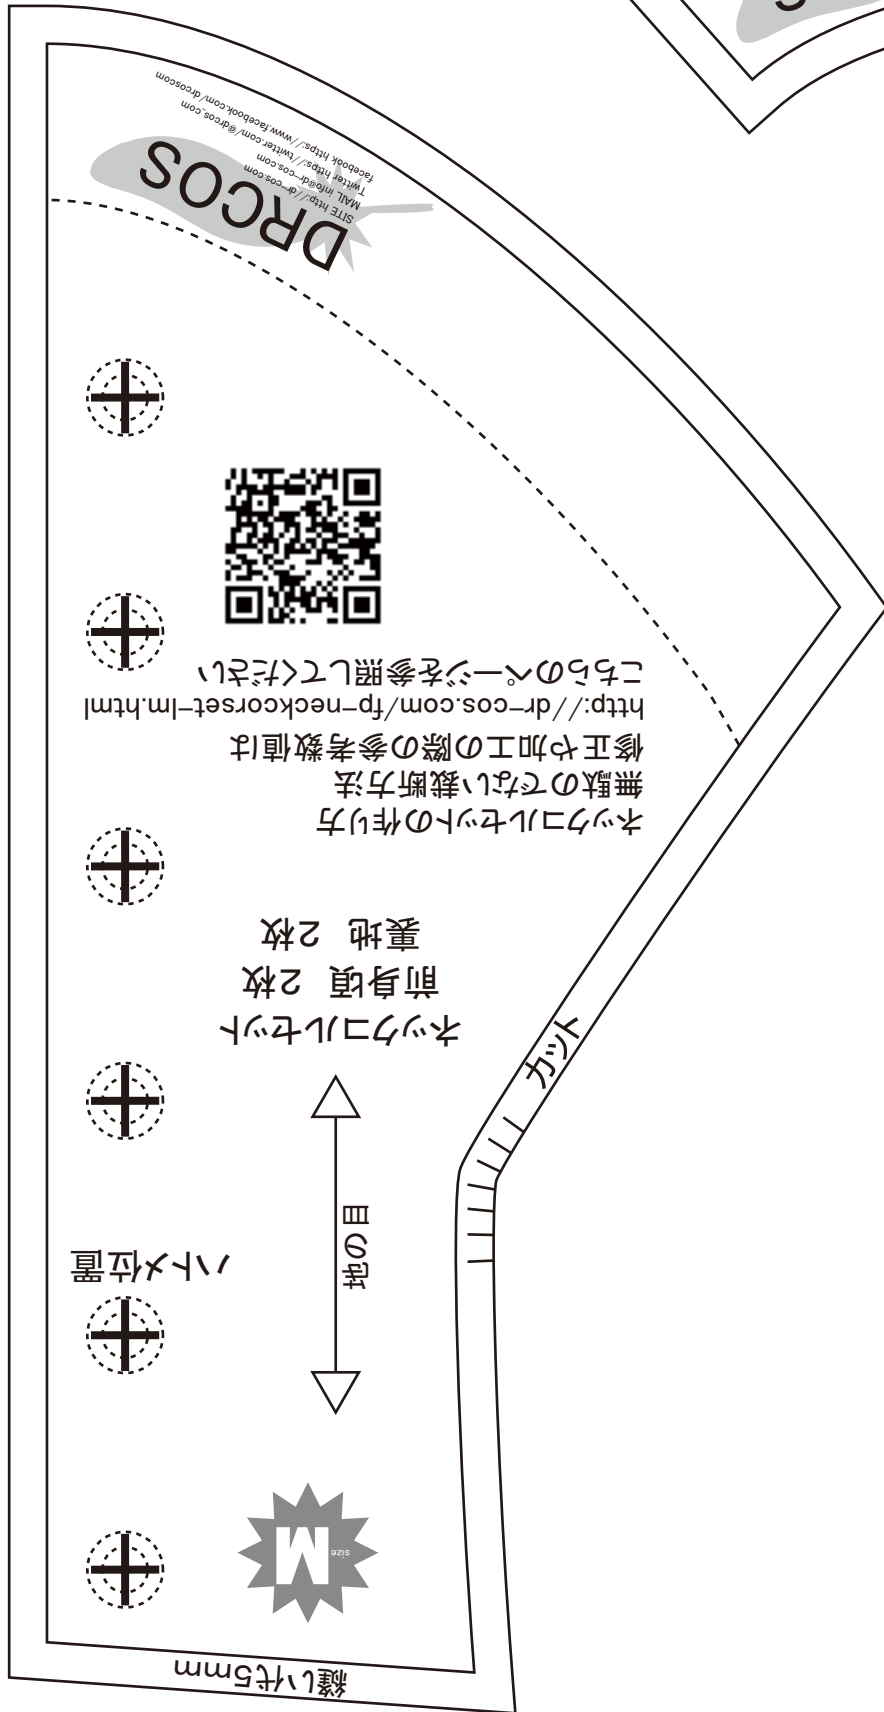 縫い代5mm
size
M
ハトメ位置
地の目
カット
ネックコルセット
前身頃 2枚
裏地 2枚
ネックコルセットの作り方
無駄のでない裁断方法
修正や加工の際の参考数値は
http://dr-cos.com/fp-neckcorset-lm.html
こちらのページを参照してください
DRCOS
SITE http://dr-cos.com
MAIL info@dr-cos.com
Twitter https://twitter.com/@drcos_com
facebook https://www.facebook.com/drcoscom
S